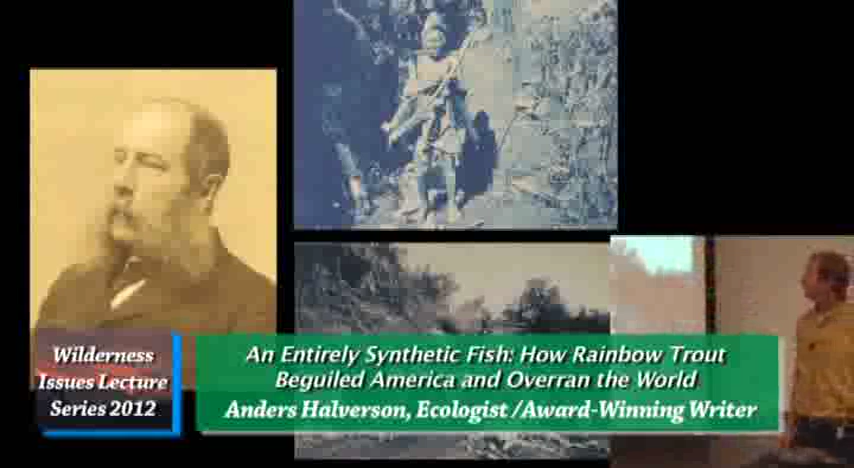 Wilderness
Issues Lecture
Series 2012
An Entirely Synthetic Fish: How Rainbow Trout
Beguiled America and Overran the World
Anders Halverson, Ecologist /Award-Winning Writer